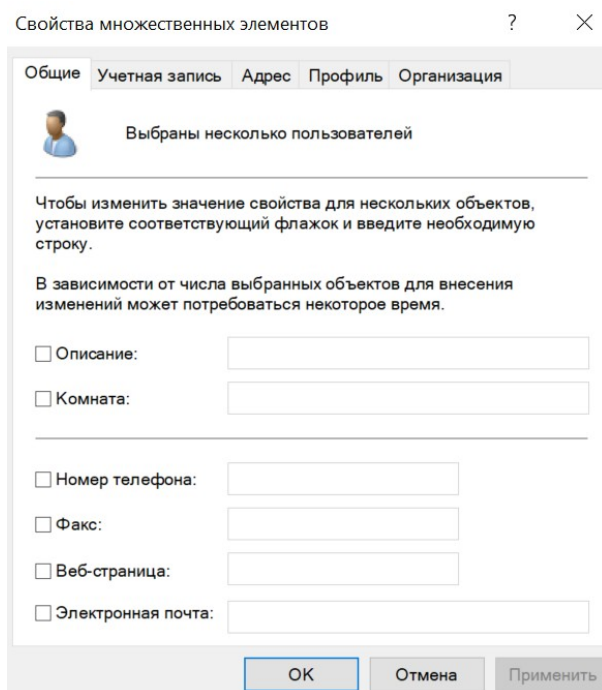 Свойства множественных элементов ? ×
Общие Учетная запись Адрес Профиль Организация
Выбраны несколько пользователей
Чтобы изменить значение свойства для нескольких объектов,
установите соответствующий флажок и введите необходимую
строку.
В зависимости от числа выбранных объектов для внесения
изменений может потребоваться некоторое время.
Описание:
Комната:
Номер телефона:
Факс:
Веб-страница:
Электронная почта:
OK Отмена Применить